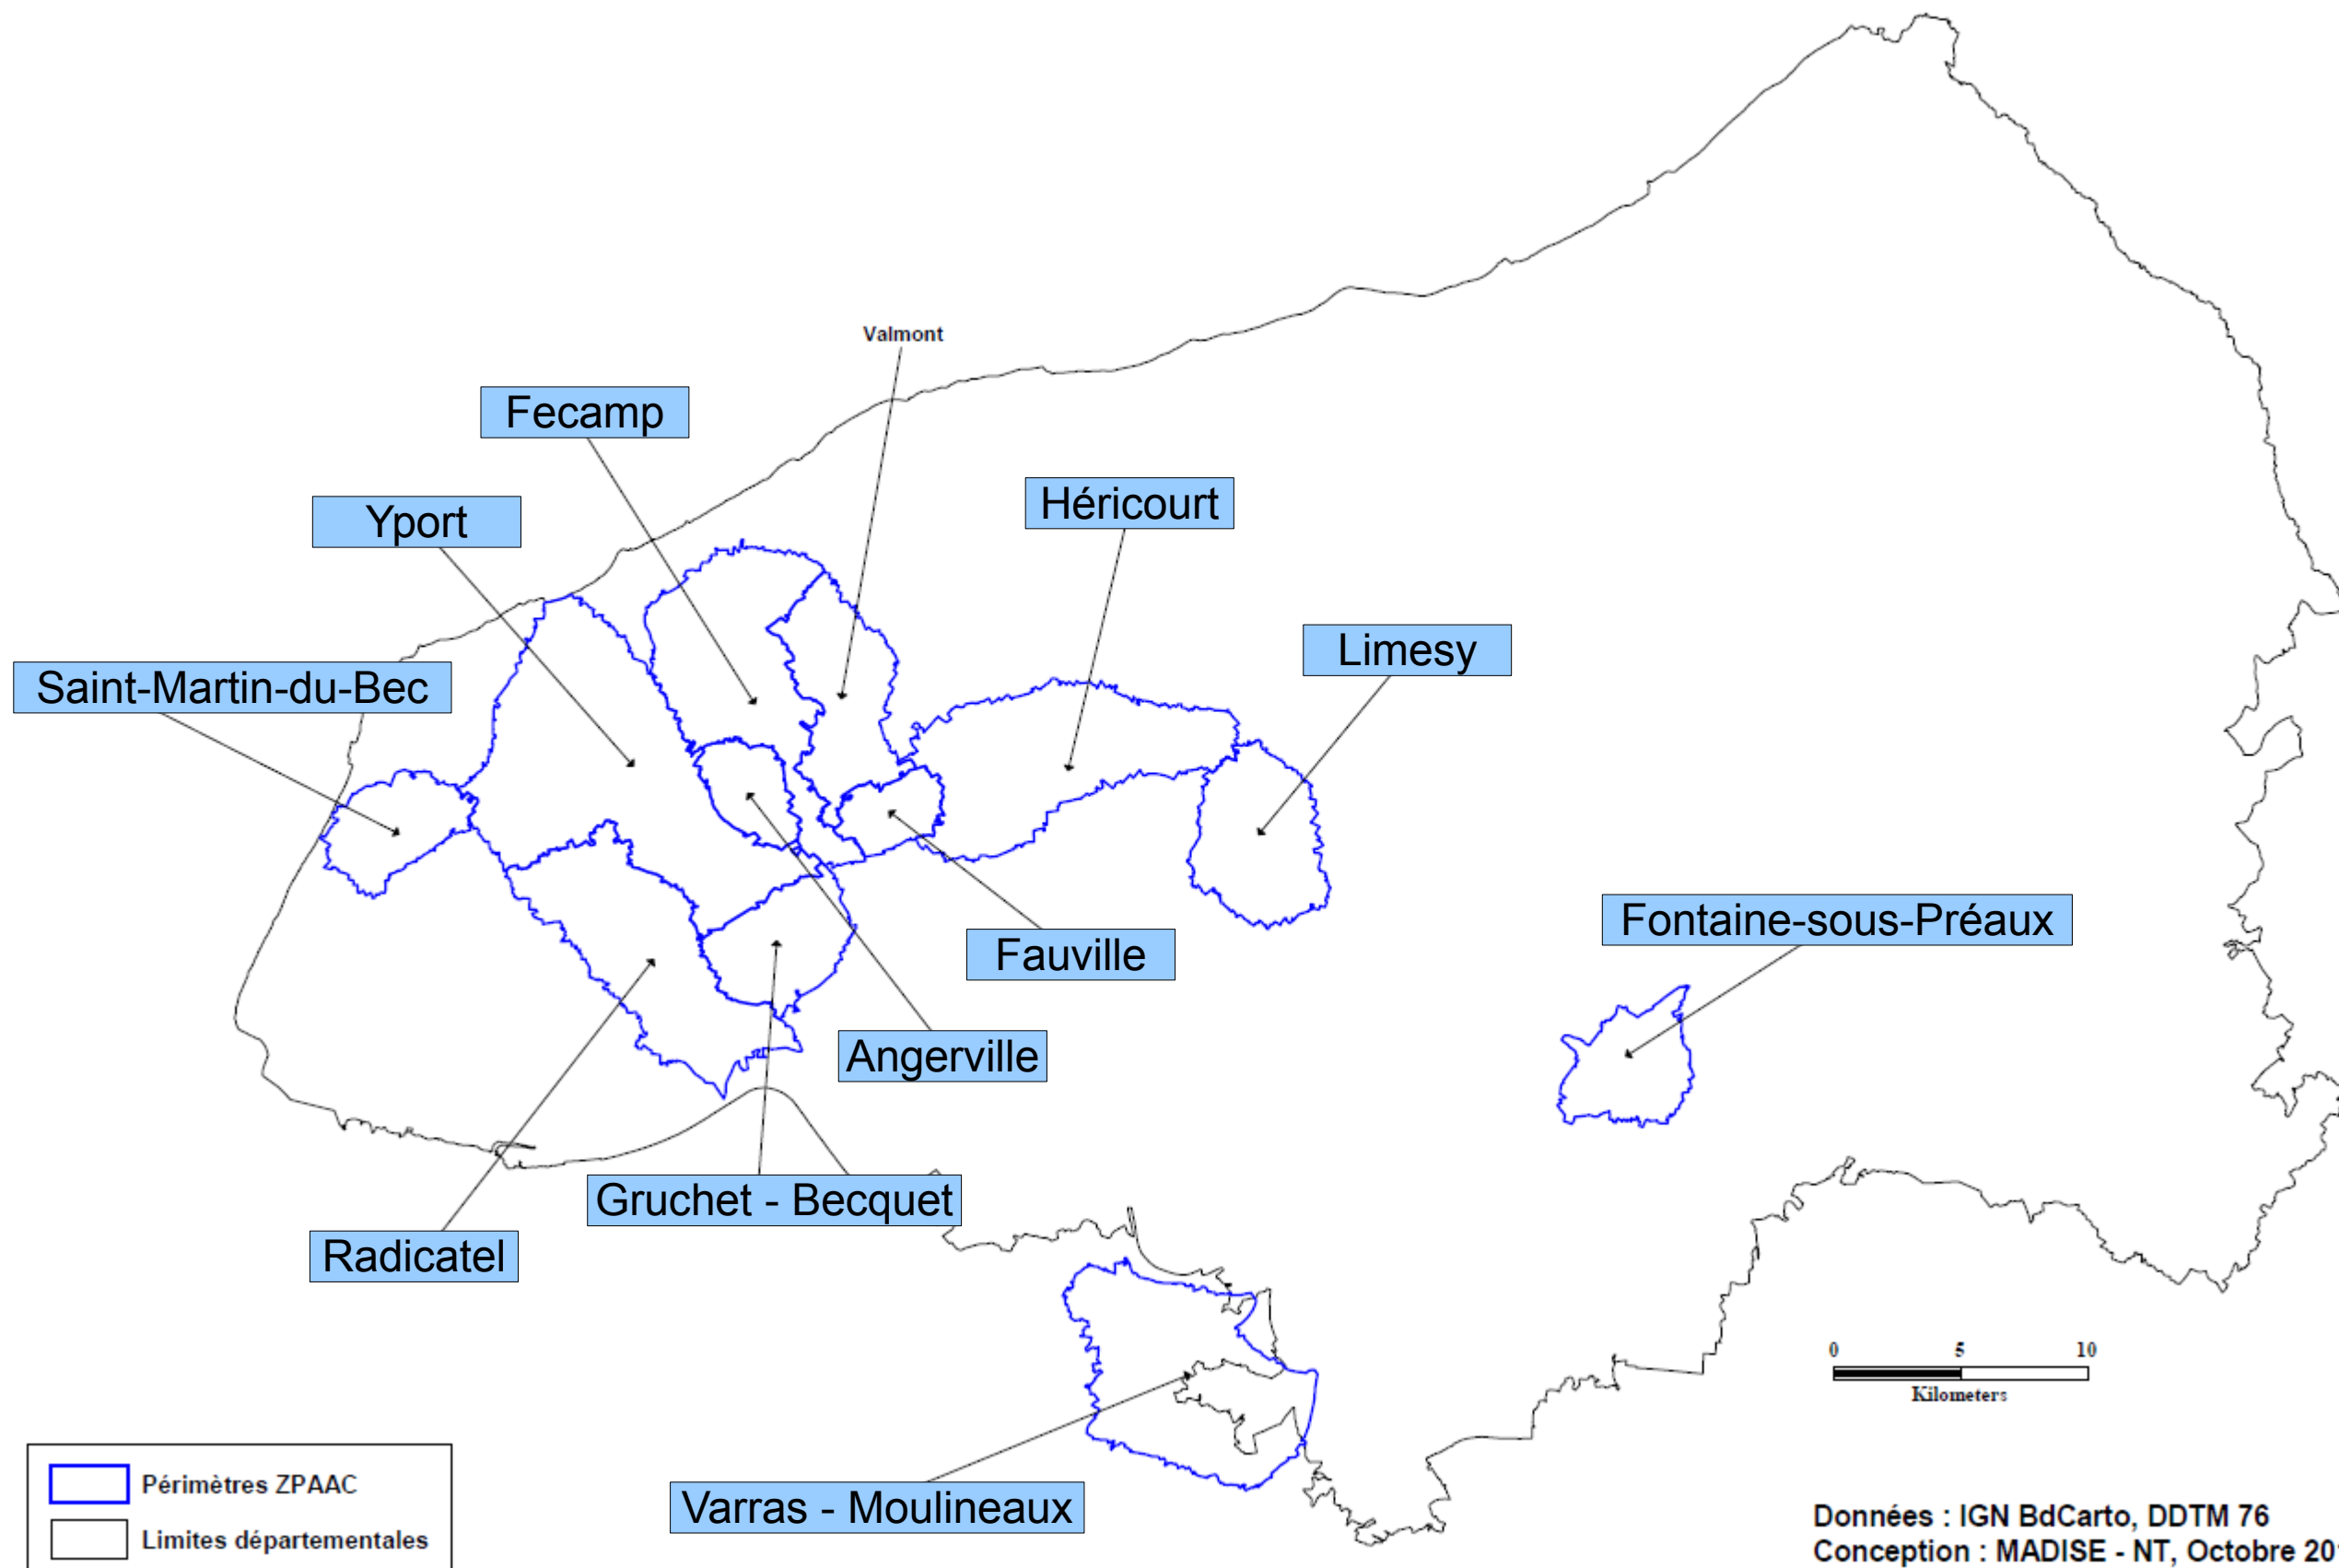 Valmont
Fecamp
Yport
Héricourt
Limesy
Saint-Martin-du-Bec
Fontaine-sous-Préaux
Fauville
Angerville
Gruchet - Becquet
Radicatel
0 5 10
Kilometers
Varras - Moulineaux
Périmètres ZPAAC
Limites départementales
Données : IGN BdCarto, DDTM 76
Conception : MADISE - NT, Octobre 20